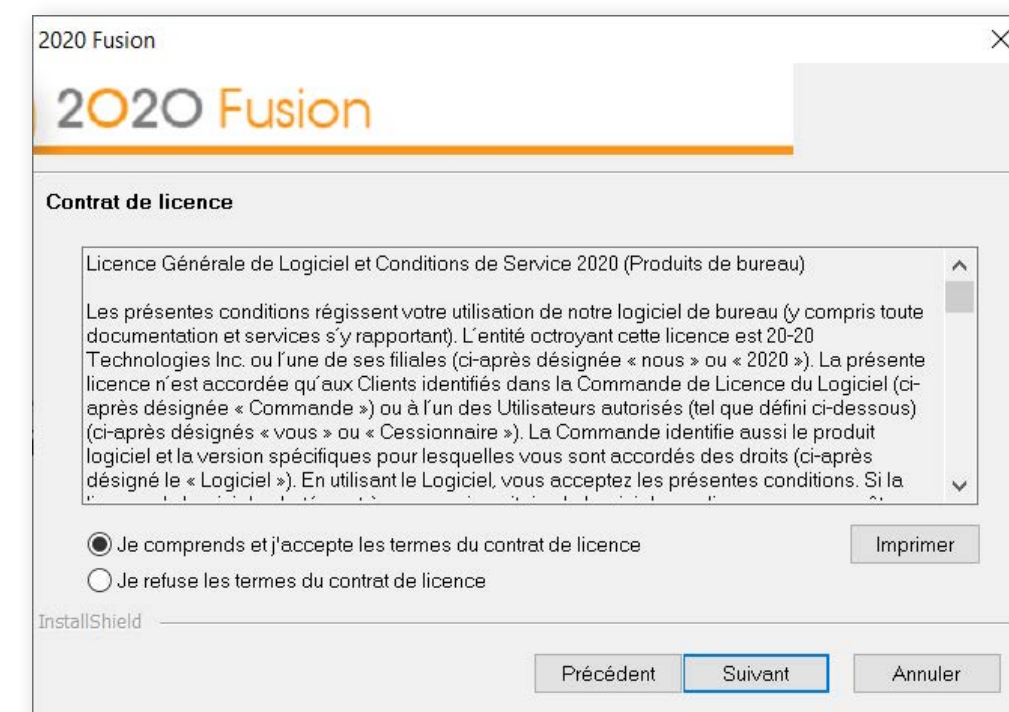 2020 Fusion
2020 Fusion
Contrat de licence
Licence Générale de Logiciel et Conditions de Service 2020 (Produits de bureau)
Les présentes conditions régissent votre utilisation de notre logiciel de bureau (y compris toute
documentation et services s´y rapportant). L´entité octroyant cette licence est 20-20
Technologies Inc. ou l´une de ses filiales (ci-après désignée « nous » ou « 2020 »). La présente
licence n´est accordée qu´aux Clients identifiés dans la Commande de Licence du Logiciel (ci-
après désignée « Commande ») ou à l´un des Utilisateurs autorisés (tel que défini ci-dessous)
(ci-après désignés « vous » ou « Cessionnaire »). La Commande identifie aussi le produit
logiciel et la version spécifiques pour lesquelles vous sont accordés des droits (ci-après
désigné le « Logiciel »). En utilisant le Logiciel, vous acceptez les présentes conditions. Si la
Je comprends et j'accepte les termes du contrat de licence
Imprimer
Je refuse les termes du contrat de licence
InstallShield
Précédent
Suivant
Annuler